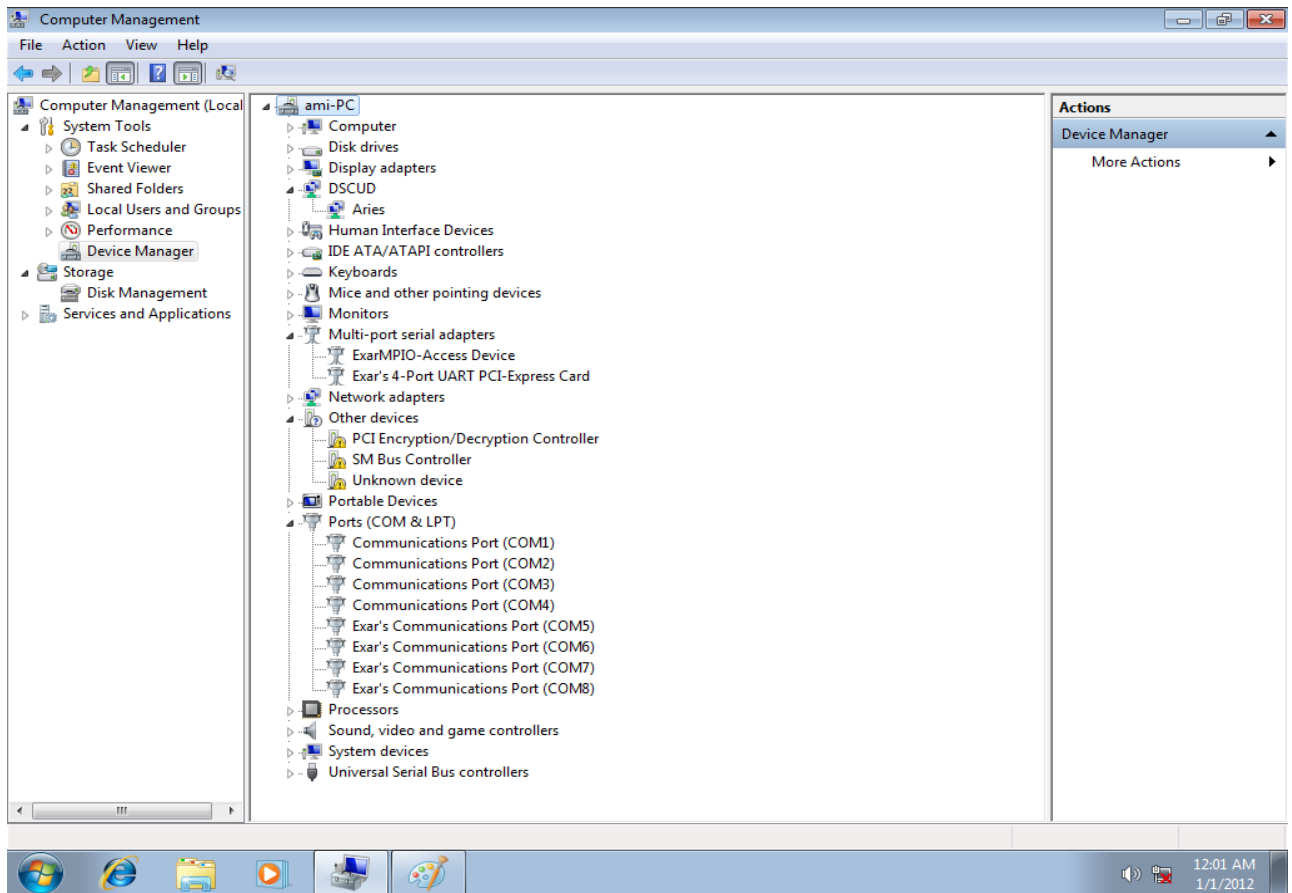 Computer Management
File Action View Help
Computer Management (Local
System Tools
Task Scheduler
Event Viewer
Shared Folders
Local Users and Groups
Performance
Device Manager
Storage
Disk Management
Services and Applications
ami-PC
Computer
Disk drives
Display adapters
DSCUD
Aries
Human Interface Devices
IDE ATA/ATAPI controllers
Keyboards
Mice and other pointing devices
Monitors
Multi-port serial adapters
ExarMPIO-Access Device
Exar's 4-Port UART PCI-Express Card
Network adapters
Other devices
PCI Encryption/Decryption Controller
SM Bus Controller
Unknown device
Portable Devices
Ports (COM & LPT)
Communications Port (COM1)
Communications Port (COM2)
Communications Port (COM3)
Communications Port (COM4)
Exar's Communications Port (COM5)
Exar's Communications Port (COM6)
Exar's Communications Port (COM7)
Exar's Communications Port (COM8)
Processors
Sound, video and game controllers
System devices
Universal Serial Bus controllers
Actions
Device Manager
More Actions
12:01 AM
1/1/2012